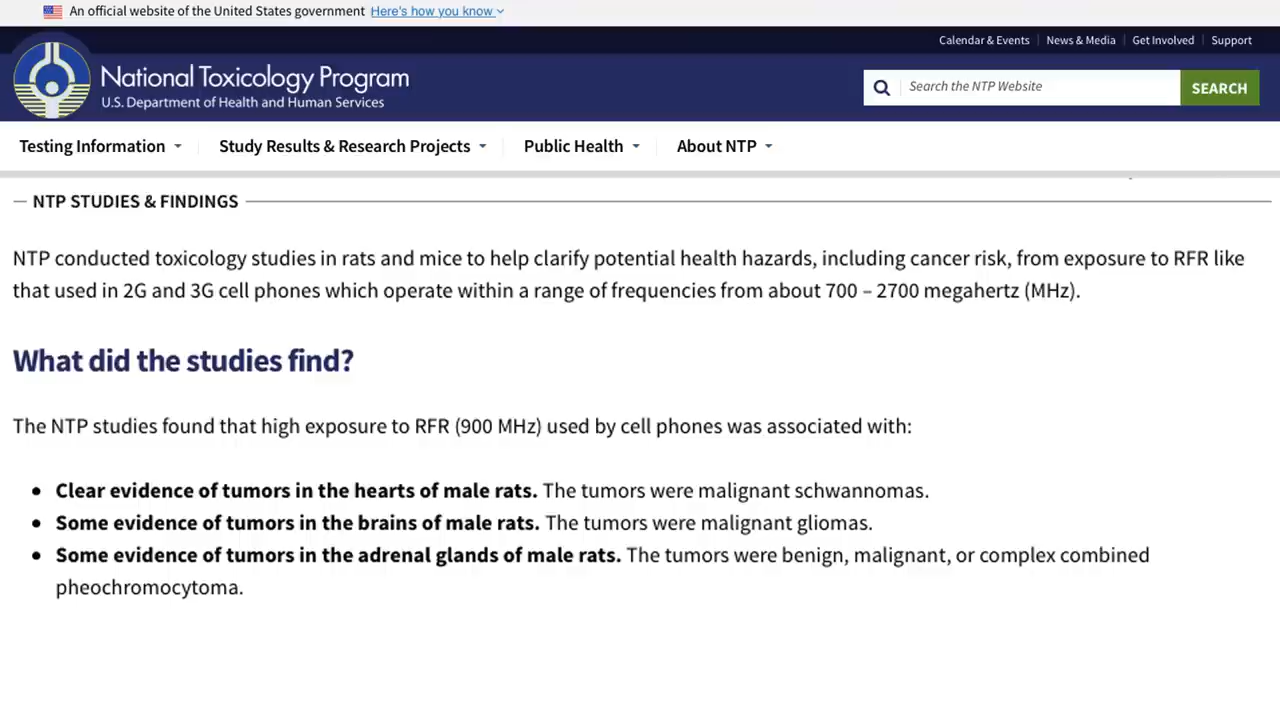 An official website of the United States government Here's how you know
Calendar & Events News & Media Get Involved Support
National Toxicology Program
U.S. Department of Health and Human Services
Search the NTP Website SEARCH
Testing Information Study Results & Research Projects Public Health About NTP
NTP STUDIES & FINDINGS
NTP conducted toxicology studies in rats and mice to help clarify potential health hazards, including cancer risk, from exposure to RFR like
that used in 2G and 3G cell phones which operate within a range of frequencies from about 700 – 2700 megahertz (MHz).
What did the studies find?
The NTP studies found that high exposure to RFR (900 MHz) used by cell phones was associated with:
• Clear evidence of tumors in the hearts of male rats. The tumors were malignant schwannomas.
• Some evidence of tumors in the brains of male rats. The tumors were malignant gliomas.
• Some evidence of tumors in the adrenal glands of male rats. The tumors were benign, malignant, or complex combined
pheochromocytoma.